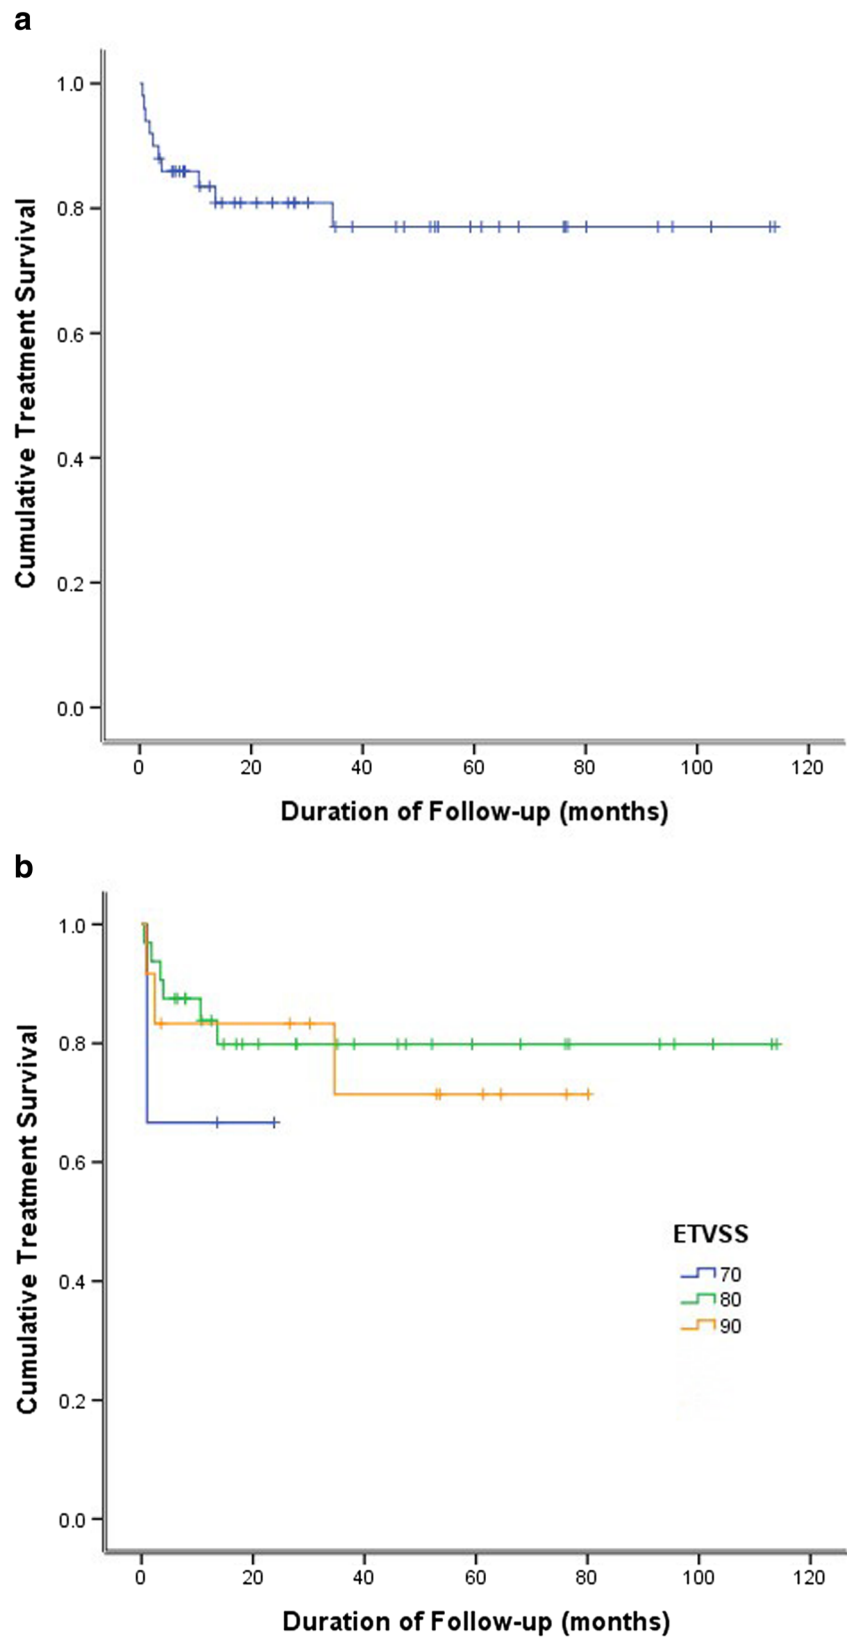 a
Cumulative Treatment Survival
1.0
0.8
0.6
0.4
0.2
0.0
0 20 40 60 80 100 120
Duration of Follow-up (months)
b
Cumulative Treatment Survival
1.0
0.8
0.6
0.4
0.2
0.0
ETVSS
70
80
90
0 20 40 60 80 100 120
Duration of Follow-up (months)